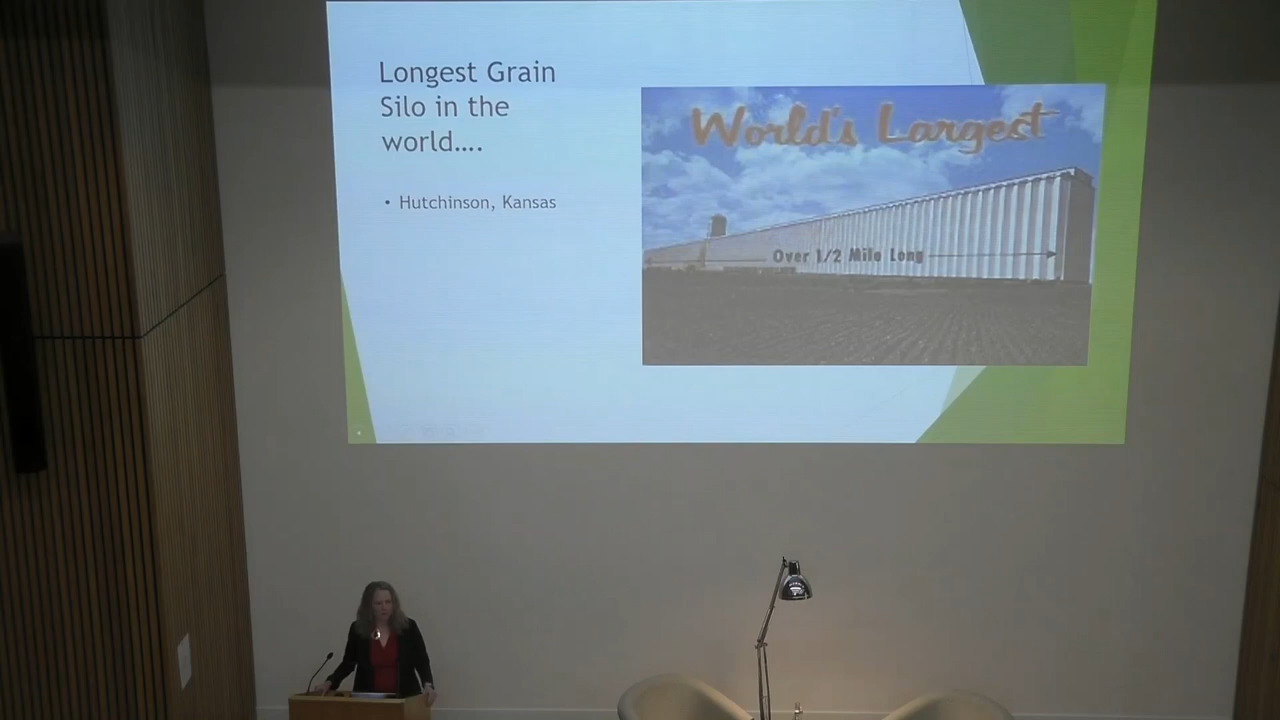 Longest Grain
Silo in the
world....
• Hutchinson, Kansas
World's Largest
Over 1/2 Mile Long